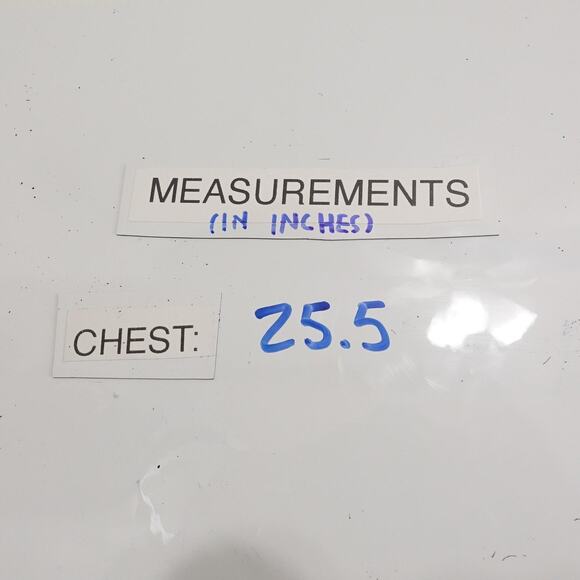 MEASUREMENTS
(IN INCHES)
CHEST: 25.5